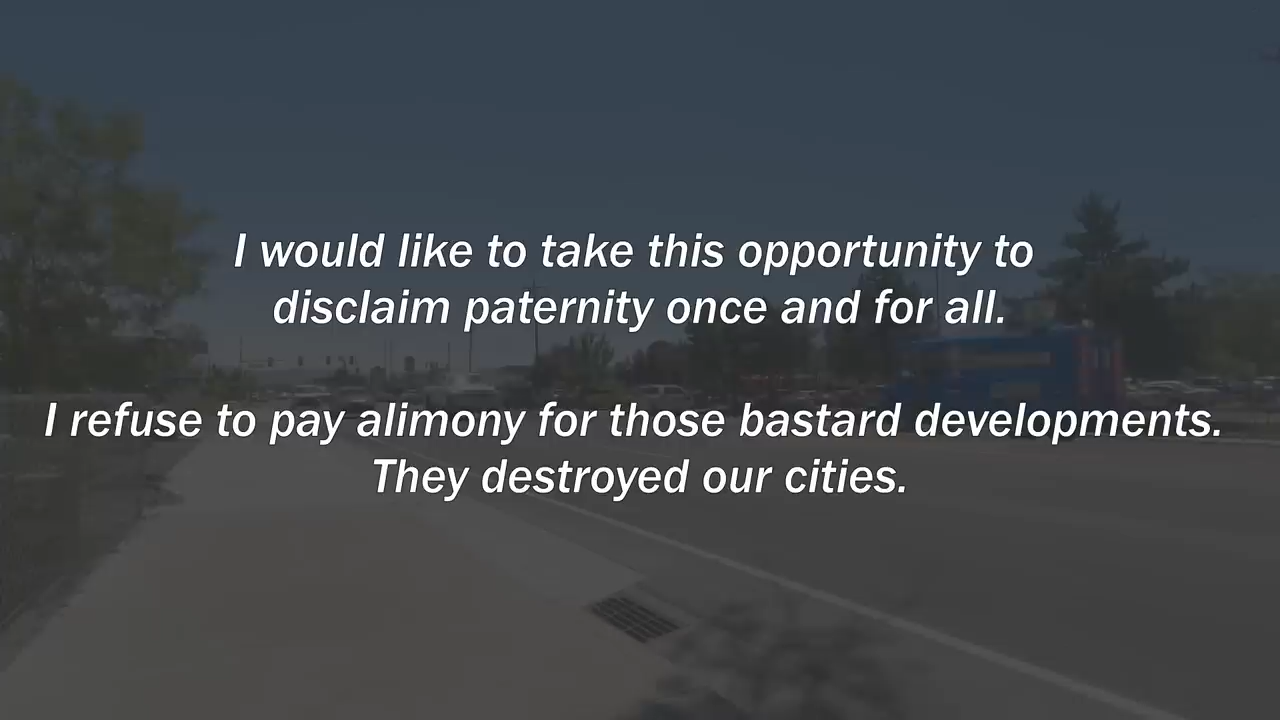 I would like to take this opportunity to
disclaim paternity once and for all.
I refuse to pay alimony for those bastard developments.
They destroyed our cities.